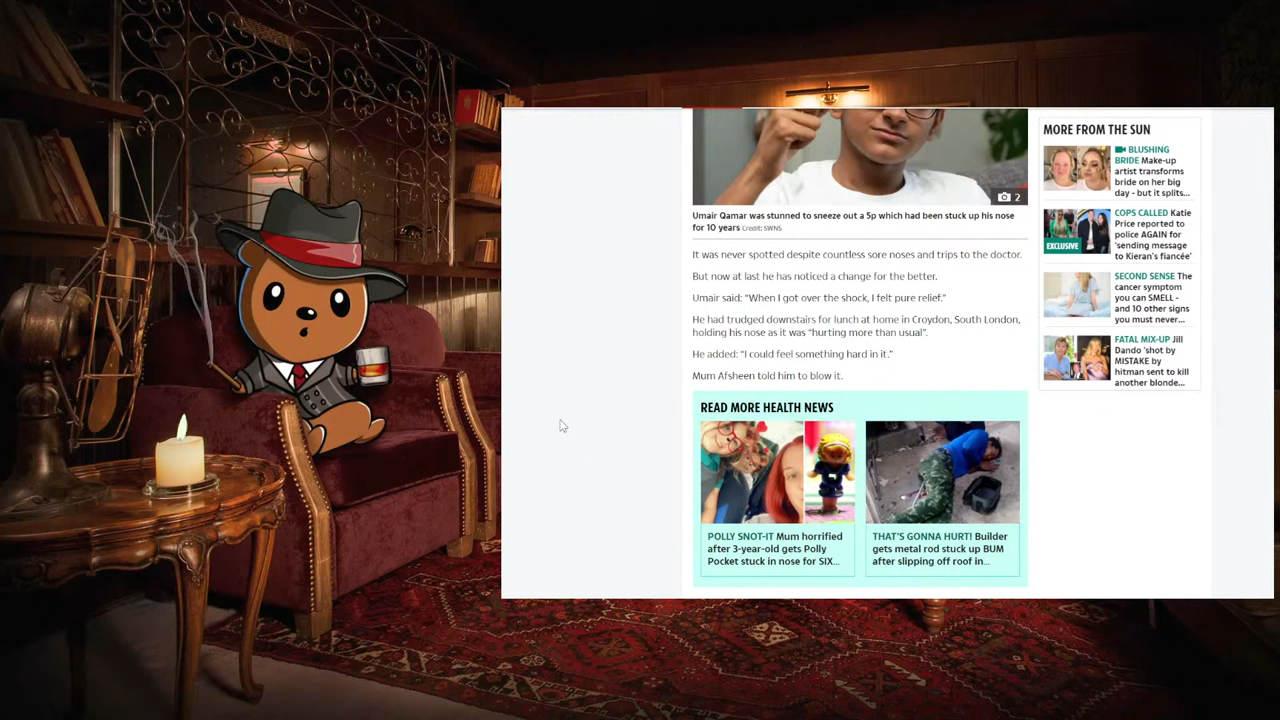 2
Umair Qamar was stunned to sneeze out a 5p which had been stuck up his nose
for 10 years Credit: SWNS
It was never spotted despite countless sore noses and trips to the doctor.
But now at last he has noticed a change for the better.
Umair said: “When I got over the shock, I felt pure relief.”
He had trudged downstairs for lunch at home in Croydon, South London,
holding his nose as it was “hurting more than usual”.
He added: “I could feel something hard in it.”
Mum Afsheen told him to blow it.
READ MORE HEALTH NEWS
POLLY SNOT-IT Mum horrified
after 3-year-old gets Polly
Pocket stuck in nose for SIX...
THAT'S GONNA HURT! Builder
gets metal rod stuck up BUM
after slipping off roof in...
MORE FROM THE SUN
BLUSHING
BRIDE Make-up
artist transforms
bride on her big
day - but it splits...
EXCLUSIVE
COPS CALLED Katie
Price reported to
police AGAIN for
‘sending message
to Kieran's fiancée’
SECOND SENSE The
cancer symptom
you can SMELL -
and 10 other signs
you must never...
FATAL MIX-UP Jill
Dando ‘shot by
MISTAKE by
hitman sent to kill
another blonde...